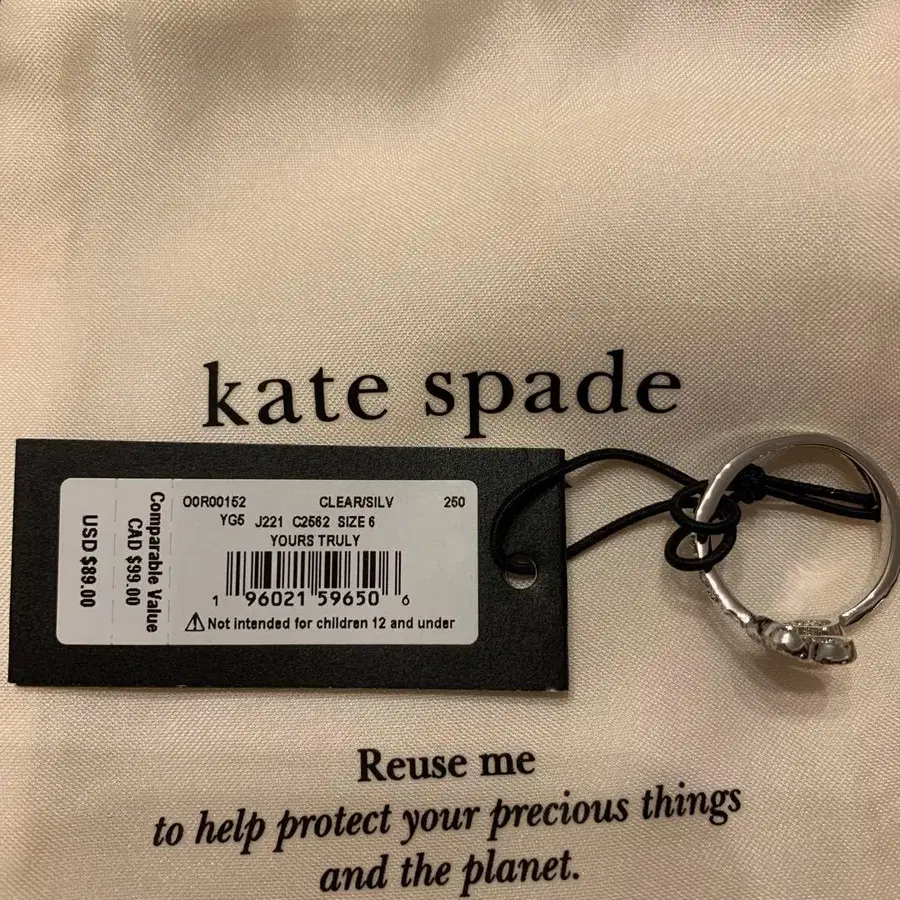 kate spade
Comparable Value
CAD $99.00
USD $89.00
OOR00152 CLEAR/SILV 250
YG5 J221 C2562 SIZE 6
YOURS TRULY
1 96021 59650 6
⚠ Not intended for children 12 and under
Reuse me
to help protect your precious things
and the planet.